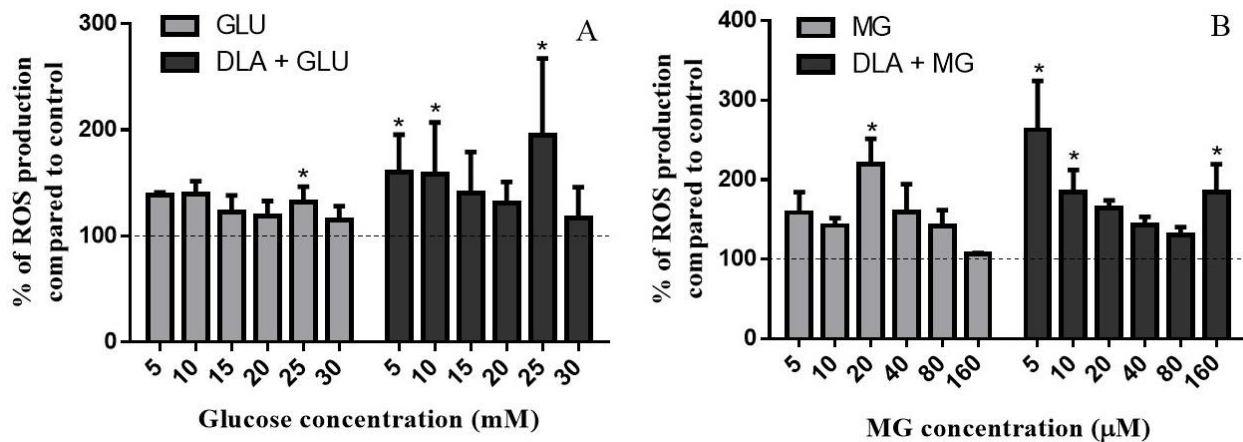 A
GLU
DLA + GLU
% of ROS production
compared to control
300
200
100
0
* * * *
5 10 15 20 25 30 5 10 15 20 25 30
Glucose concentration (mM)
B
MG
DLA + MG
% of ROS production
compared to control
400
300
200
100
0
* * * *
5 10 20 40 80 160 5 10 20 40 80 160
MG concentration (μM)